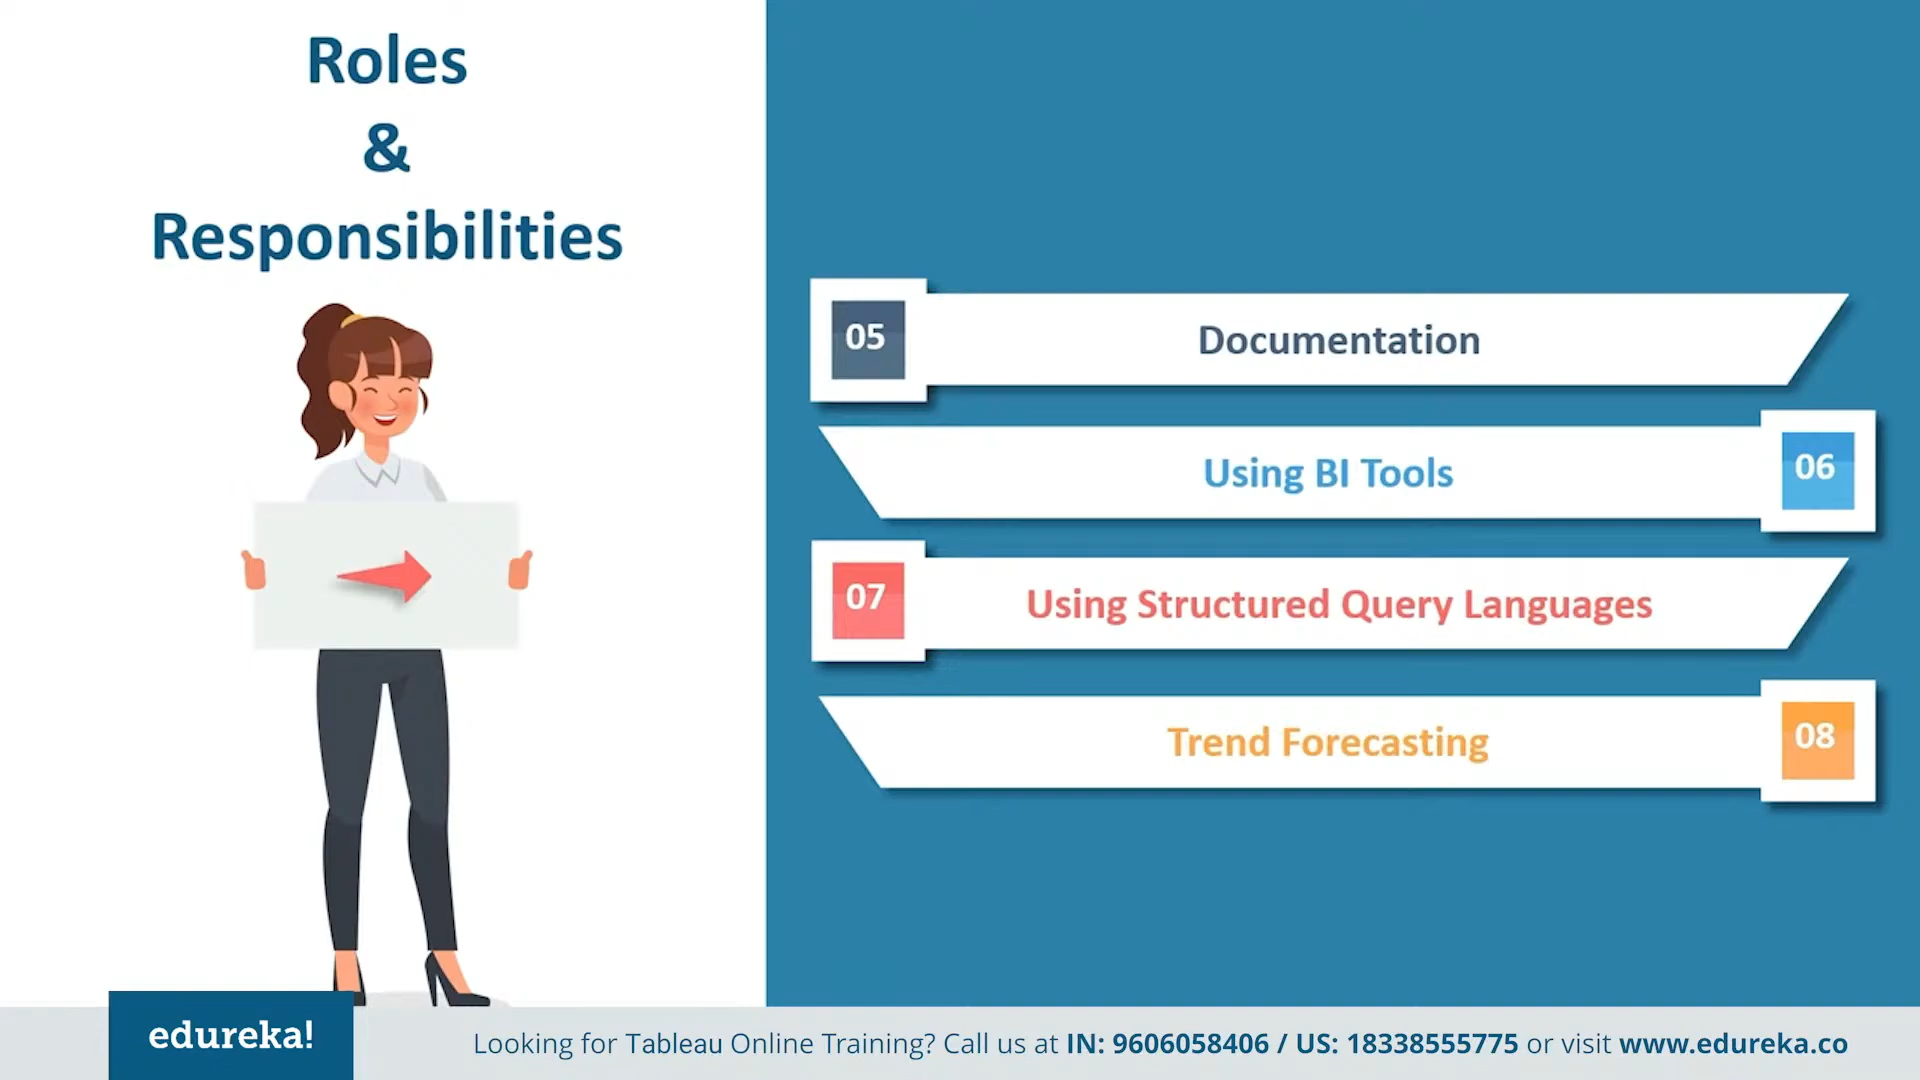 Roles
&
Responsibilities
05
Documentation
Using BI Tools
06
07
Using Structured Query Languages
Trend Forecasting
08
edureka!
Looking for Tableau Online Training? Call us at IN: 9606058406 / US: 18338555775 or visit www.edureka.co